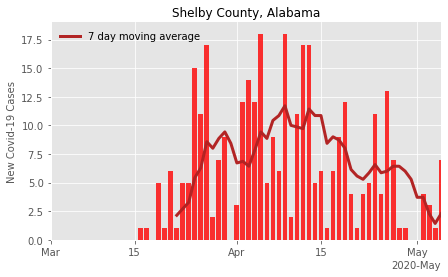 Shelby County, Alabama
7 day moving average
New Covid-19 Cases
17.5
15.0
12.5
10.0
7.5
5.0
2.5
0.0
Mar 15 Apr 15 May
2020-May